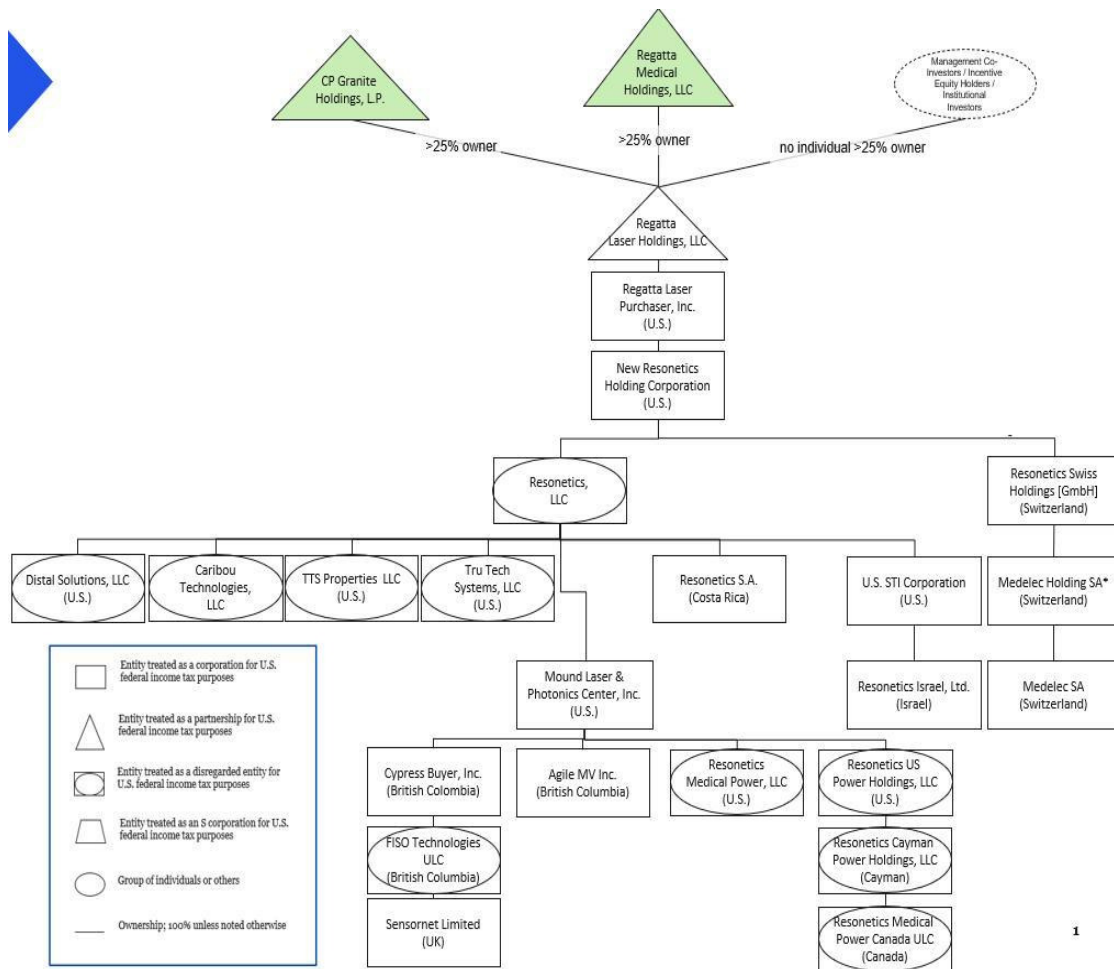 CP Granite
Holdings, L.P.
Regatta
Medical
Holdings, LLC
Management Co-
Investors / Incentive
Equity Holders /
Institutional
Investors
>25% owner
>25% owner
no individual >25% owner
Regatta
Laser Holdings, LLC
Regatta Laser
Purchaser, Inc.
(U.S.)
New Resonetics
Holding Corporation
(U.S.)
Resonetics,
LLC
Resonetics Swiss
Holdings [GmbH]
(Switzerland)
Distal Solutions, LLC
(U.S.)
Caribou
Technologies,
LLC
TTS Properties LLC
(U.S.)
Tru Tech
Systems, LLC
(U.S.)
Resonetics S.A.
(Costa Rica)
U.S. STI Corporation
(U.S.)
Medelec Holding SA*
(Switzerland)
Mound Laser &
Photonics Center, Inc.
(U.S.)
Resonetics Israel, Ltd.
(Israel)
Medelec SA
(Switzerland)
Cypress Buyer, Inc.
(British Colombia)
Agile MV Inc.
(British Columbia)
Resonetics
Medical Power, LLC
(U.S.)
Resonetics US
Power Holdings, LLC
(U.S.)
FISO Technologies
ULC
(British Columbia)
Resonetics Cayman
Power Holdings, LLC
(Cayman)
Sensornet Limited
(UK)
Resonetics Medical
Power Canada ULC
(Canada)
Entity treated as a corporation for U.S.
federal income tax purposes
Entity treated as a partnership for U.S.
federal income tax purposes
Entity treated as a disregarded entity for
U.S. federal income tax purposes
Entity treated as an S corporation for U.S.
federal income tax purposes
Group of individuals or others
Ownership; 100% unless noted otherwise
1